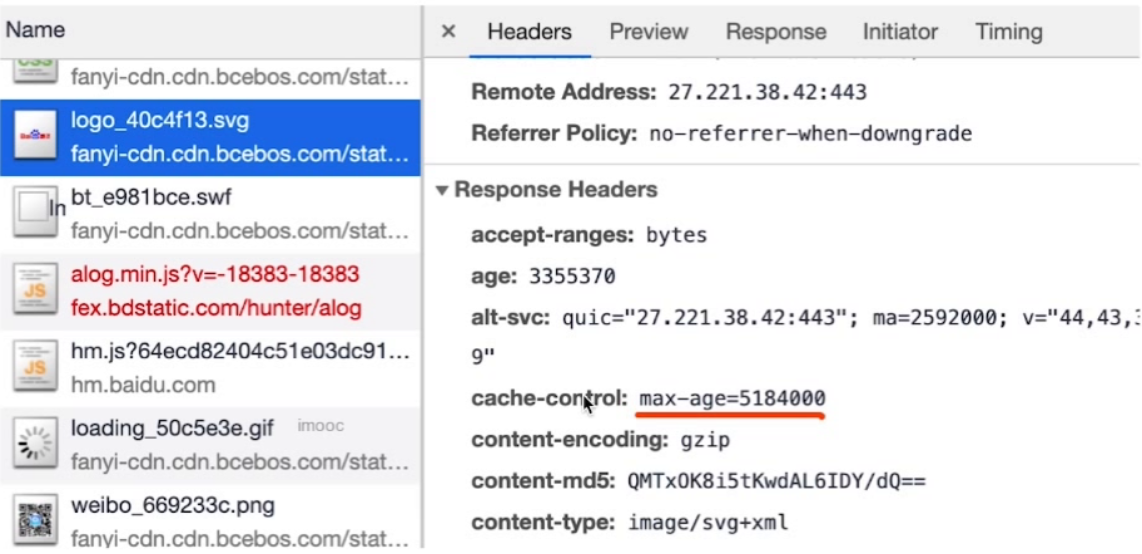 Name
fanyi-cdn.cdn.bcebos.com/stat...
logo_40c4f13.svg
fanyi-cdn.cdn.bcebos.com/stat...
bt_e981bce.swf
fanyi-cdn.cdn.bcebos.com/stat...
alog.min.js?v=-18383-18383
fex.bdstatic.com/hunter/alog
hm.js?64ecd82404c51e03dc91...
hm.baidu.com
loading_50c5e3e.gif imooc
fanyi-cdn.cdn.bcebos.com/stat...
weibo_669233c.png
fanyi-cdn.cdn.bcebos.com/stat...
× Headers Preview Response Initiator Timing
Remote Address: 27.221.38.42:443
Referrer Policy: no-referrer-when-downgrade
▼ Response Headers
accept-ranges: bytes
age: 3355370
alt-svc: quic="27.221.38.42:443"; ma=2592000; v="44,43,3
9"
cache-control: max-age=5184000
content-encoding: gzip
content-md5: QMTxOK8i5tKwdAL6IDY/dQ==
content-type: image/svg+xml